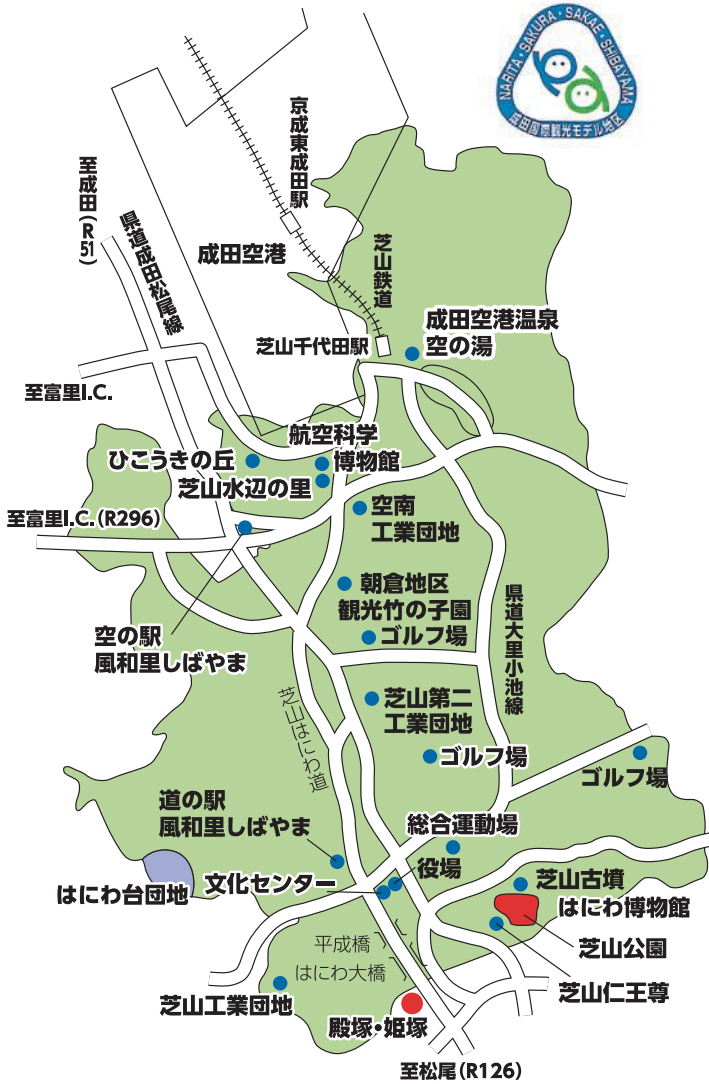 NARITA・SAKURA・SAKAE・SHIBAYAMA
成田国際観光モデル地区
京成東成田駅
至成田(R51)
県道成田松尾線
成田空港
芝山鉄道
成田空港温泉
空の湯
芝山千代田駅
至富里I.C.
航空科学
博物館
ひこうきの丘
芝山水辺の里
至富里I.C.(R296)
空南
工業団地
朝倉地区
観光竹の子園
ゴルフ場
県道大里小池線
空の駅
風和里しばやま
芝山はにわ道
芝山第二
工業団地
ゴルフ場
ゴルフ場
道の駅
風和里しばやま
総合運動場
役場
はにわ台団地
文化センター
芝山古墳
はにわ博物館
平成橋
はにわ大橋
芝山公園
芝山仁王尊
芝山工業団地
殿塚・姫塚
至松尾(R126)